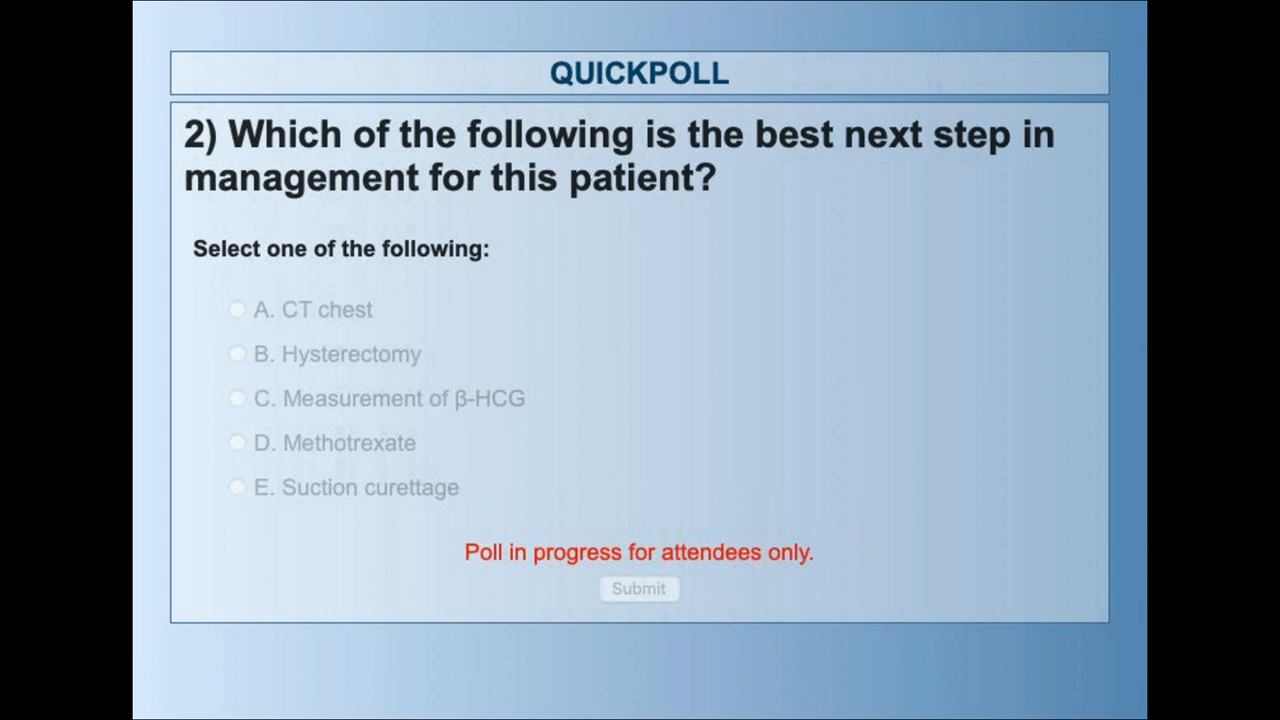 QUICKPOLL
2) Which of the following is the best next step in
management for this patient?
Select one of the following:
A. CT chest
B. Hysterectomy
C. Measurement of β-HCG
D. Methotrexate
E. Suction curettage
Poll in progress for attendees only.
Submit